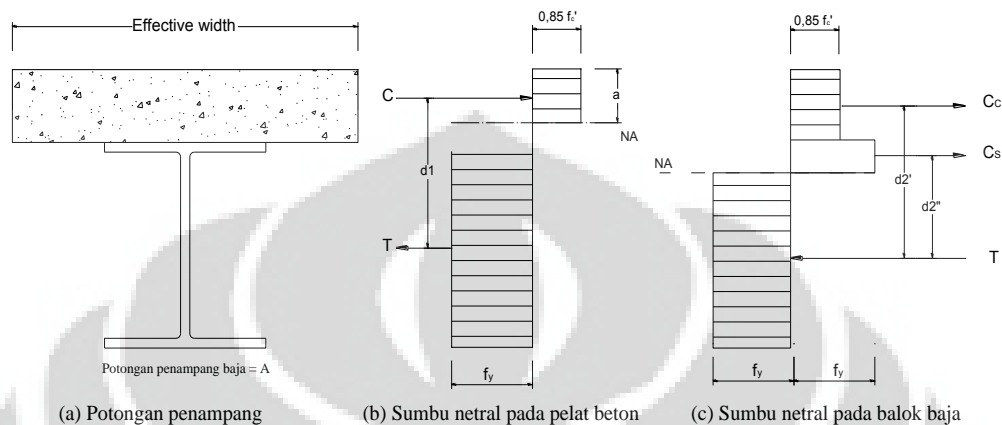 Effective width
Potongan penampang baja = A
(a) Potongan penampang
0,85 fc'
C
a
NA
d1
T
fy
(b) Sumbu netral pada pelat beton
0,85 fc'
Cc
Cs
NA
d2'
d2"
T
fy
fy
(c) Sumbu netral pada balok baja